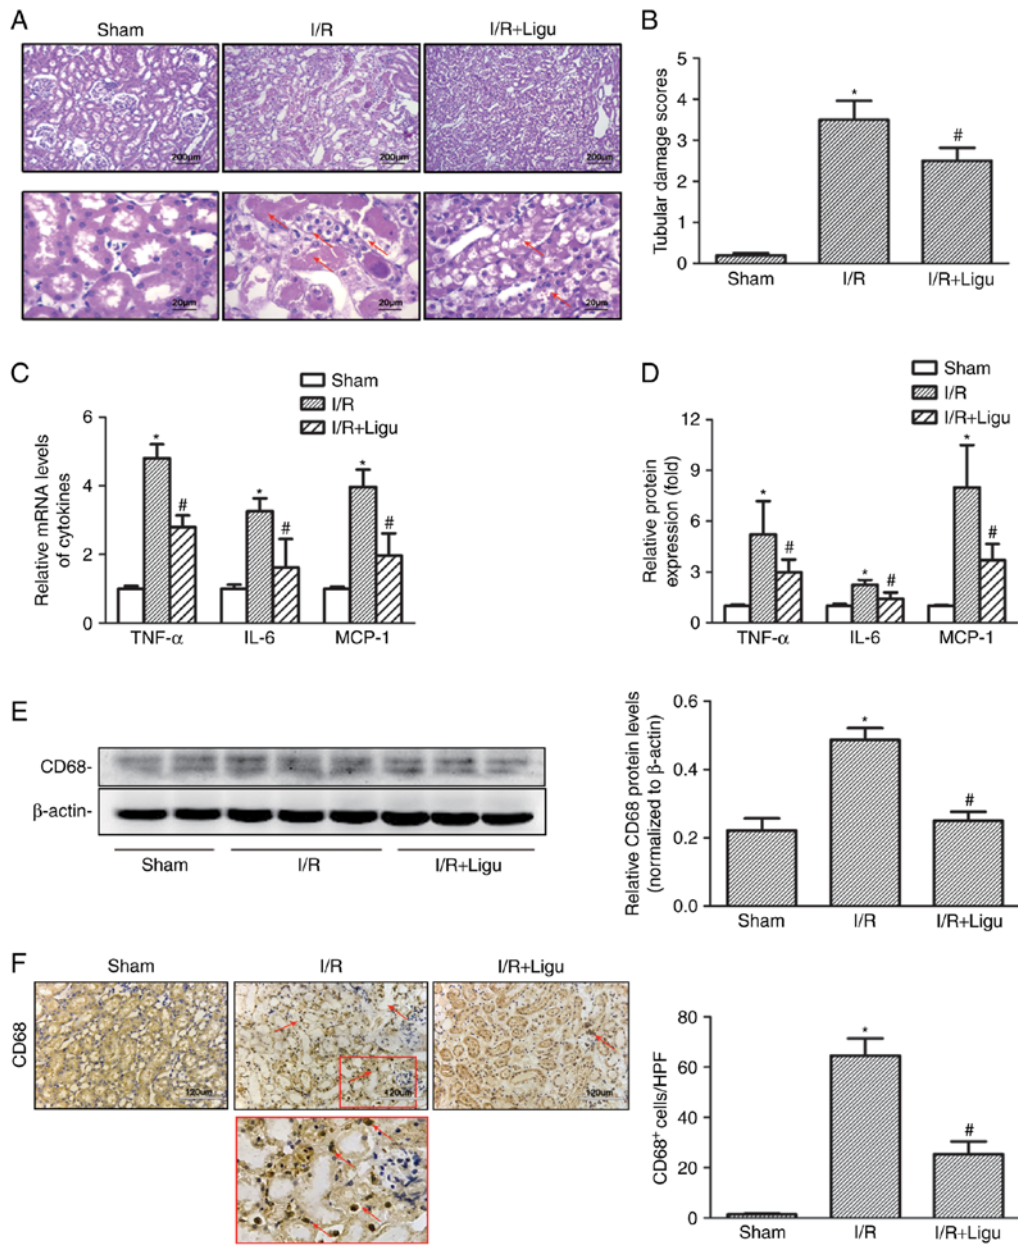 A
Sham
I/R
I/R+Ligu
200μm
200μm
200μm
20μm
20μm
20μm
B
Tubular damage scores
5
4
3
2
1
0
*
#
Sham
I/R
I/R+Ligu
C
Sham
I/R
I/R+Ligu
Relative mRNA levels
of cytokines
6
4
2
0
*
#
*
#
*
#
TNF-α
IL-6
MCP-1
D
Sham
I/R
I/R+Ligu
Relative protein
expression (fold)
12
9
6
3
0
*
#
*
#
*
#
TNF-α
IL-6
MCP-1
E
CD68-
β-actin-
Sham
I/R
I/R+Ligu
Relative CD68 protein levels
(normalized to β-actin)
0.6
0.4
0.2
0.0
*
#
Sham
I/R
I/R+Ligu
F
Sham
I/R
I/R+Ligu
CD68
120μm
120μm
120μm
CD68+ cells/HPF
80
60
40
20
0
*
#
Sham
I/R
I/R+Ligu